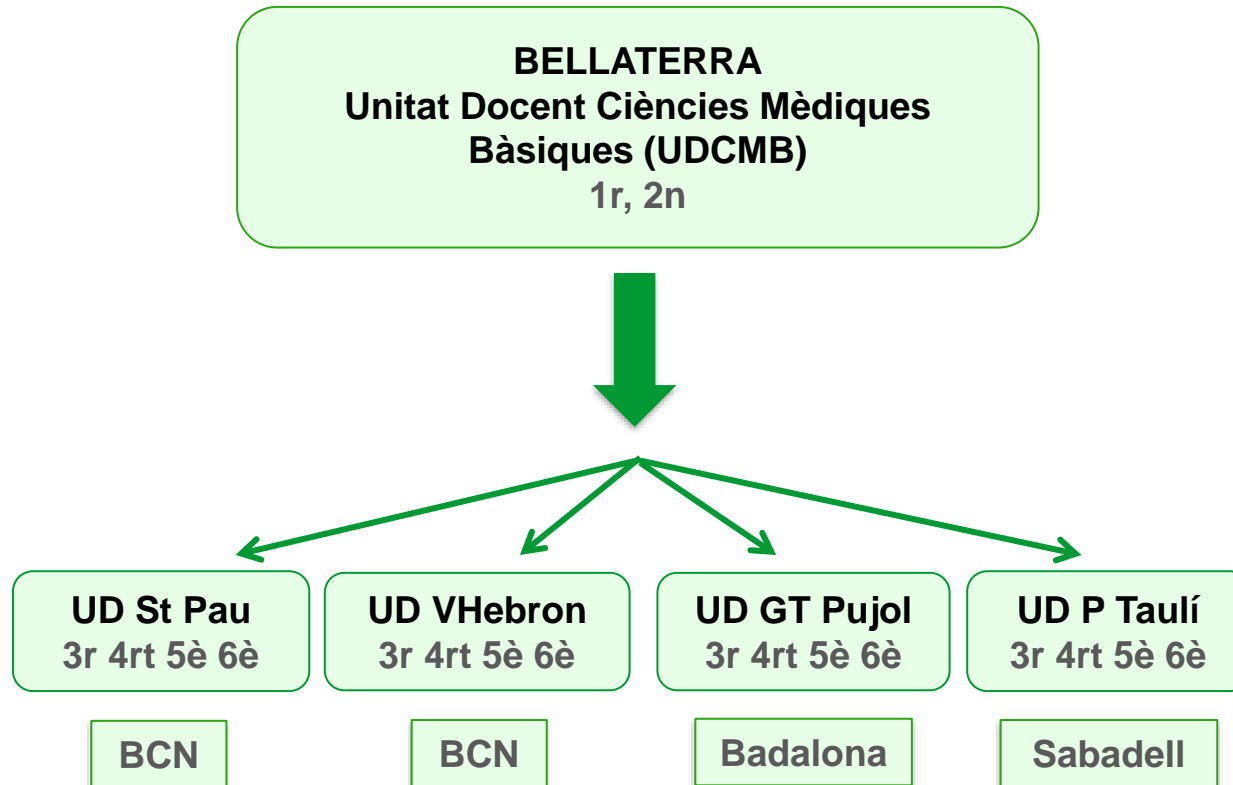 BELLATERRA
Unitat Docent Ciències Mèdiques
Bàsiques (UDCMB)
1r, 2n
UD St Pau
3r 4rt 5è 6è
UD VHebron
3r 4rt 5è 6è
UD GT Pujol
3r 4rt 5è 6è
UD P Taulí
3r 4rt 5è 6è
BCN
BCN
Badalona
Sabadell